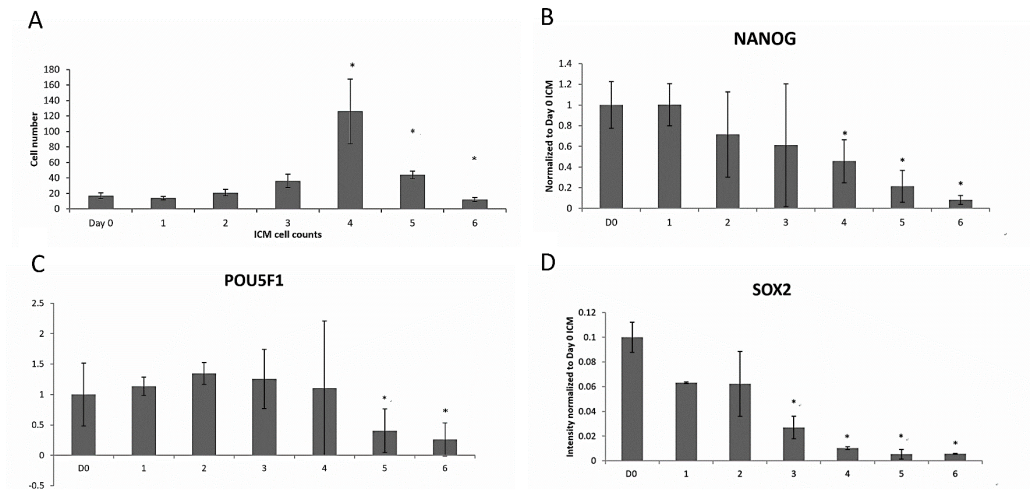 A
180
160
140
120
100
80
60
40
20
0
Cell number
*
*
*
Day 0 1 2 3 4 5 6
ICM cell counts
B
NANOG
1.4
1.2
1
0.8
0.6
0.4
0.2
0
Normalized to Day 0 ICM
*
*
*
D0 1 2 3 4 5 6
C
POU5F1
2.5
2
1.5
1
0.5
0
-0.5
*
*
D0 1 2 3 4 5 6
D
SOX2
0.12
0.1
0.08
0.06
0.04
0.02
0
Intensity normalized to Day 0 ICM
*
*
*
*
D0 1 2 3 4 5 6